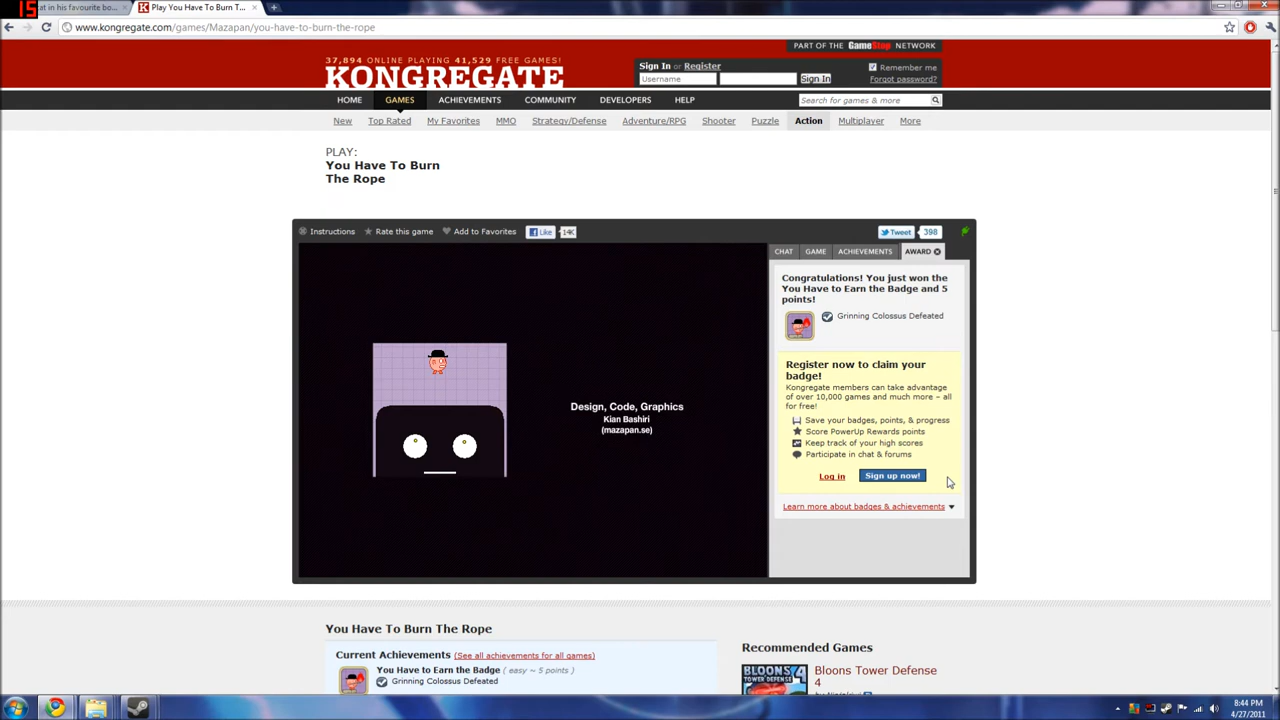 15
at in his favourite bo...
Play You Have To Burn T...
www.kongregate.com/games/Mazapan/you-have-to-burn-the-rope
PART OF THE GameStop NETWORK
37,894 ONLINE PLAYING 41,529 FREE GAMES!
KONGREGATE
Sign In or Register
Remember me
Username
Sign In
Forgot password?
HOME GAMES ACHIEVEMENTS COMMUNITY DEVELOPERS HELP
Search for games & more
New Top Rated My Favorites MMO Strategy/Defense Adventure/RPG Shooter Puzzle Action Multiplayer More
PLAY:
You Have To Burn
The Rope
Instructions Rate this game Add to Favorites Like 14K Tweet 398
CHAT GAME ACHIEVEMENTS AWARD
Congratulations! You just won the
You Have to Earn the Badge and 5
points!
Grinning Colossus Defeated
Register now to claim your
badge!
Kongregate members can take advantage
of over 10,000 games and much more – all
for free!
Save your badges, points, & progress
Score PowerUp Rewards points
Keep track of your high scores
Participate in chat & forums
Log in Sign up now!
Learn more about badges & achievements
Design, Code, Graphics
Kian Bashiri
(mazapan.se)
You Have To Burn The Rope
Current Achievements (See all achievements for all games)
You Have to Earn the Badge ( easy ~ 5 points )
Grinning Colossus Defeated
Recommended Games
Bloons Tower Defense
4
8:44 PM
4/27/2011